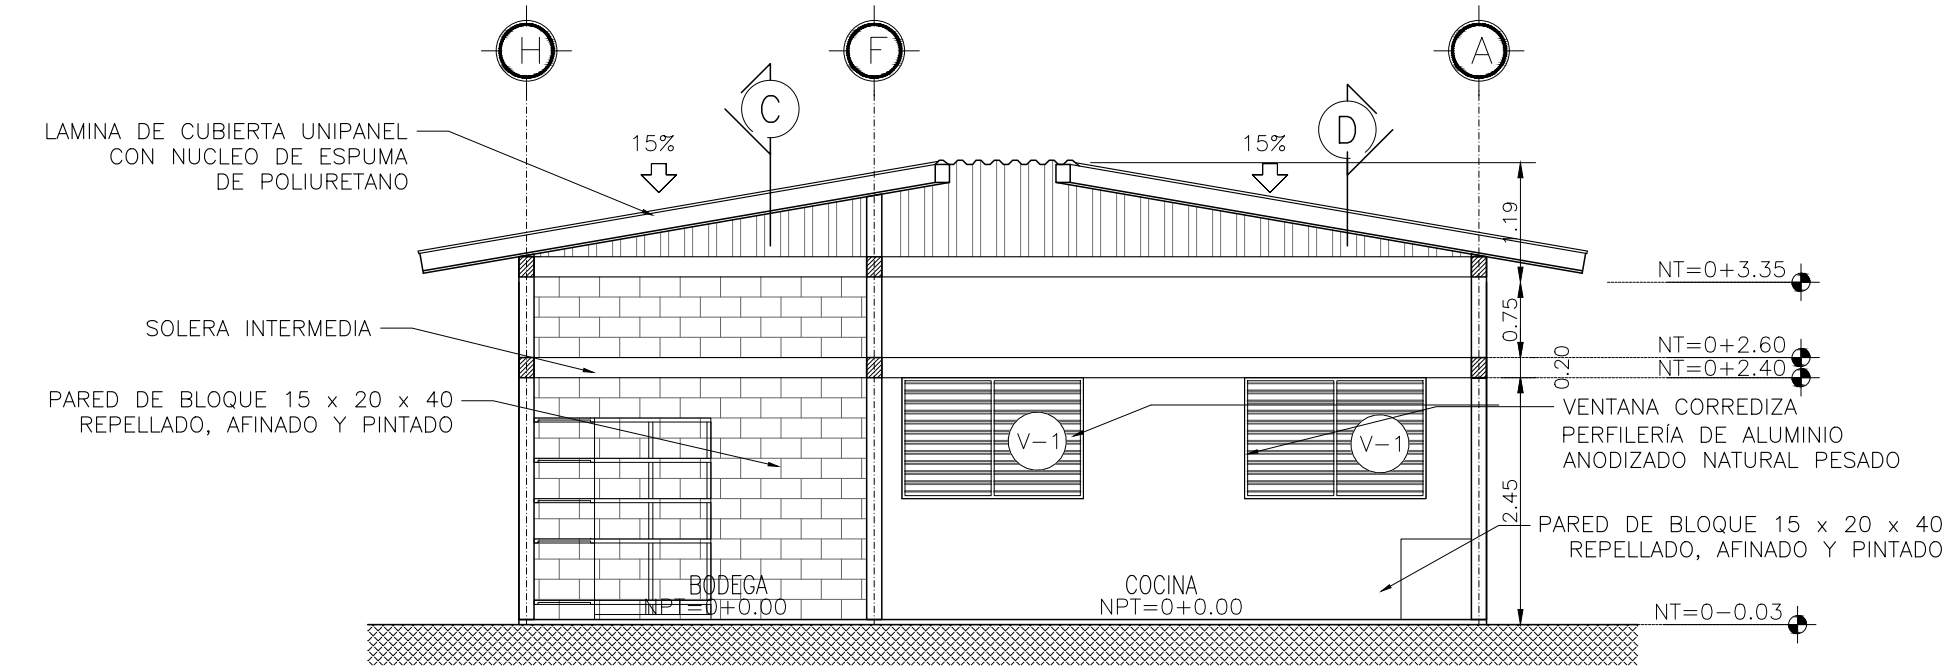 H
F
A
C
D
LAMINA DE CUBIERTA UNIPANEL
CON NUCLEO DE ESPUMA
DE POLIURETANO
15%
15%
1.19
NT=0+3.35
SOLERA INTERMEDIA
0.75
NT=0+2.60
0.20
NT=0+2.40
PARED DE BLOQUE 15 x 20 x 40
REPELLADO, AFINADO Y PINTADO
V-1
V-1
VENTANA CORREDIZA
PERFILERÍA DE ALUMINIO
ANODIZADO NATURAL PESADO
2.45
PARED DE BLOQUE 15 x 20 x 40
REPELLADO, AFINADO Y PINTADO
BODEGA
NPT=0+0.00
COCINA
NPT=0+0.00
NT=0-0.03